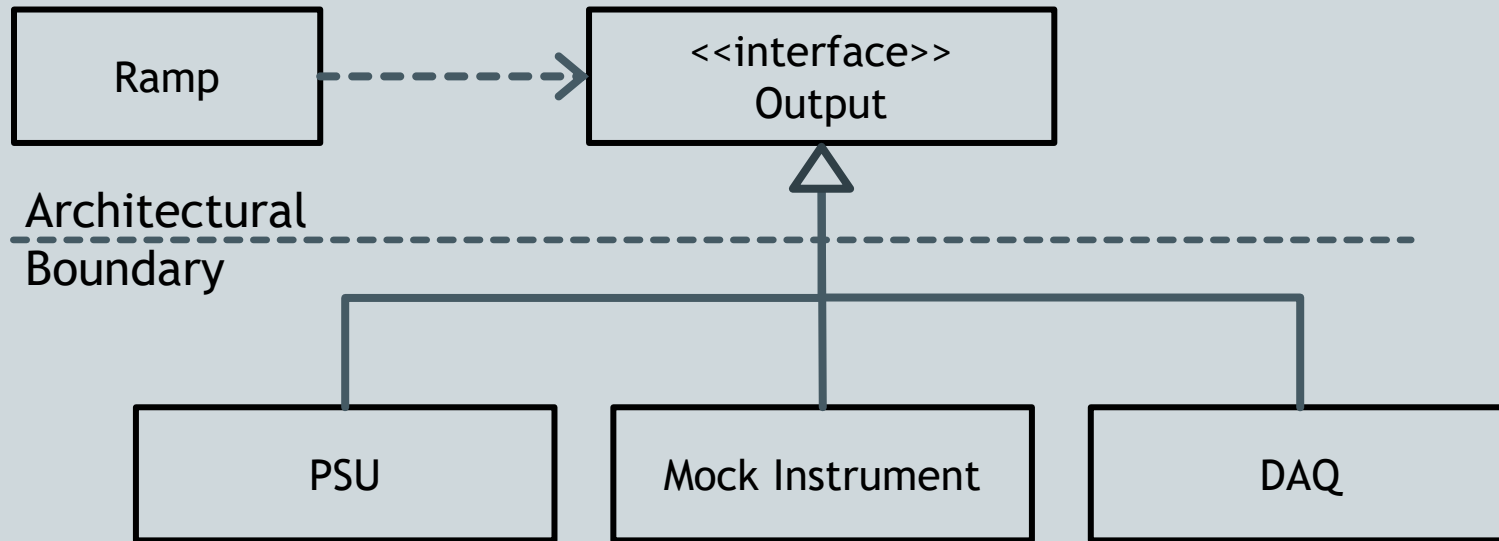 Ramp
<<interface>>
Output
Architectural
Boundary
PSU
Mock Instrument
DAQ